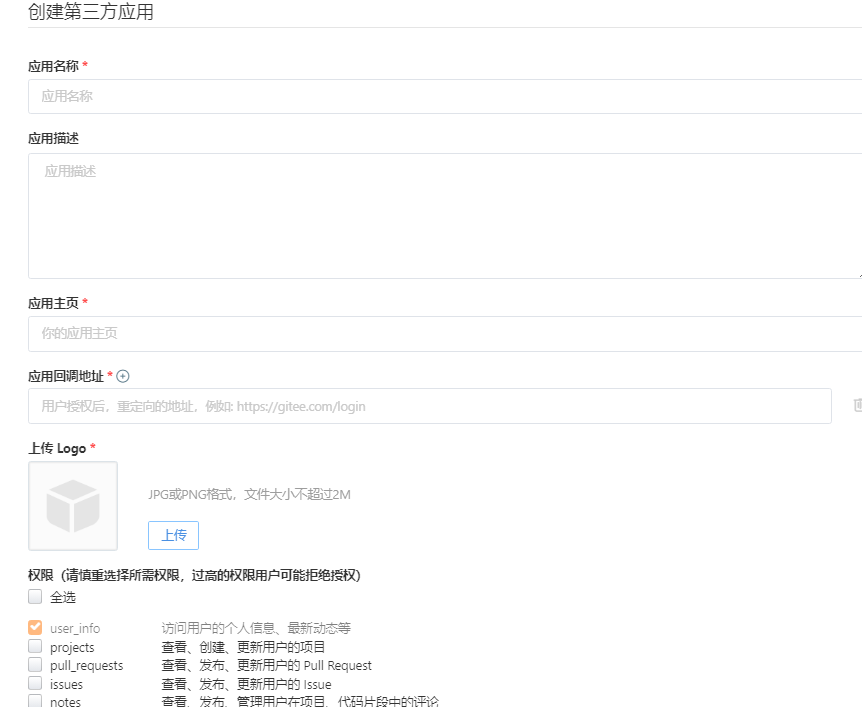 创建第三方应用
应用名称 *
应用名称
应用描述
应用描述
应用主页 *
你的应用主页
应用回调地址 *
用户授权后，重定向的地址，例如: https://gitee.com/login
上传 Logo *
JPG或PNG格式，文件大小不超过2M
上传
权限（请慎重选择所需权限，过高的权限用户可能拒绝授权）
全选
user_info 访问用户的个人信息、最新动态等
projects 查看、创建、更新用户的项目
pull_requests 查看、发布、更新用户的 Pull Request
issues 查看、发布、更新用户的 Issue
notes 查看、发布、管理用户在项目、代码片段中的评论